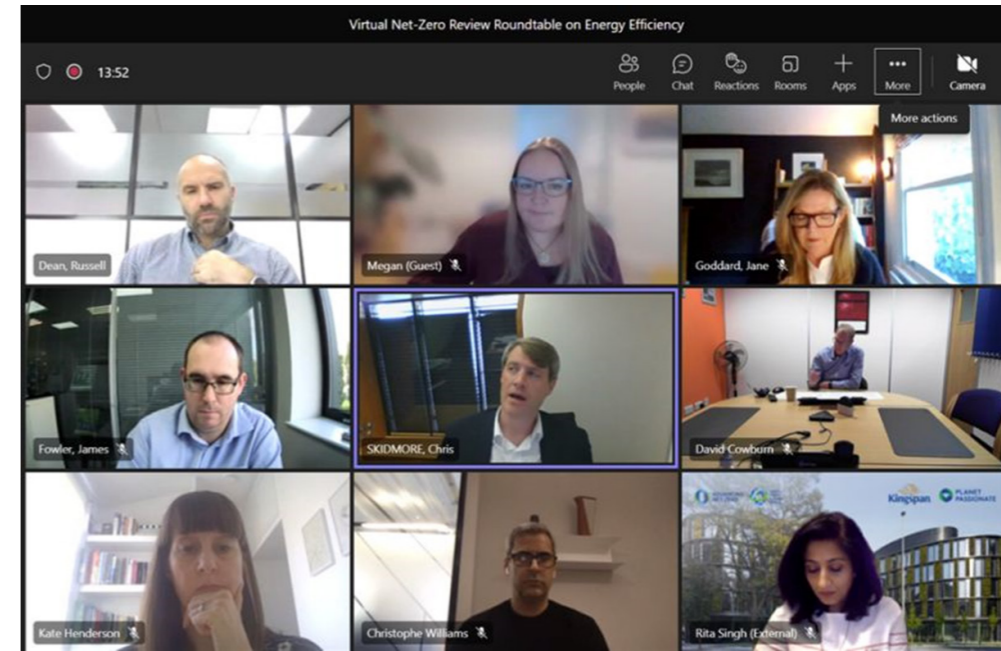 Virtual Net-Zero Review Roundtable on Energy Efficiency
13:52
People
Chat
Reactions
Rooms
Apps
More
Camera
More actions
Dean, Russell
Megan (Guest)
Goddard, Jane
Fowler, James
SKIDMORE, Chris
David Cowburn
Kingspan
PLANET PASSIONATE
Kate Henderson
Christophe Williams
Rita Singh (External)